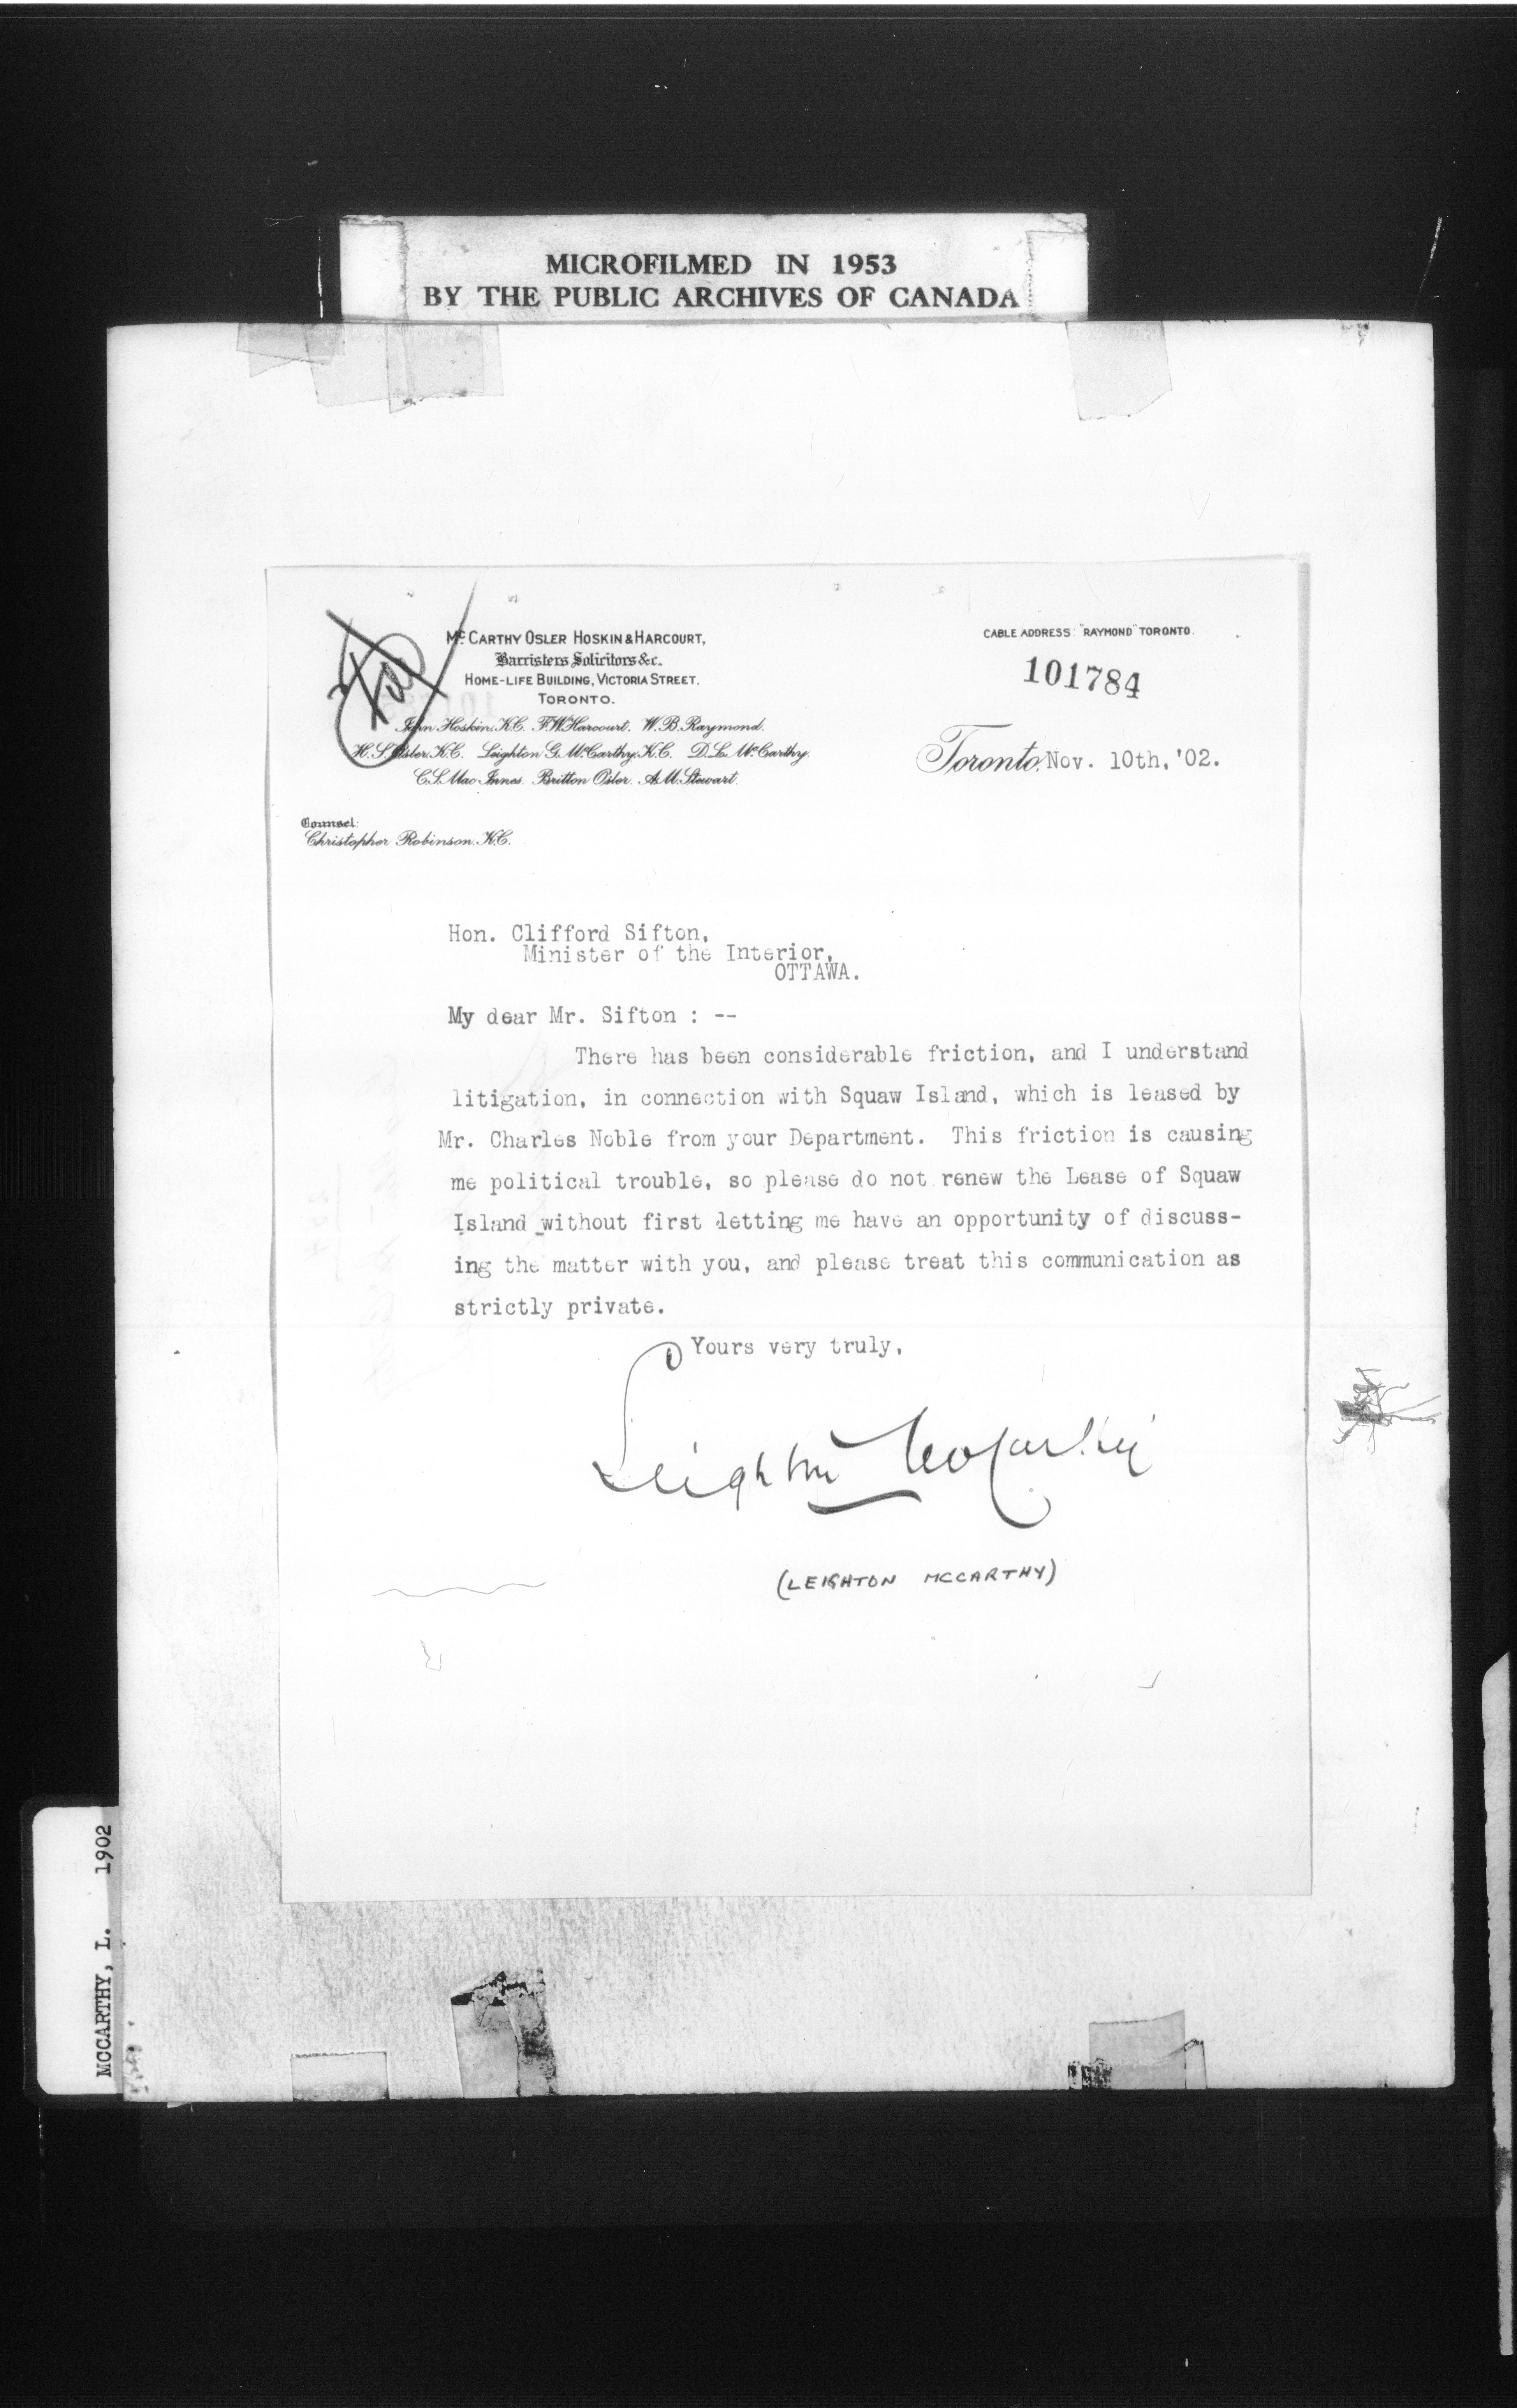 MICROFILMED IN 1953
BY THE PUBLIC ARCHIVES OF CANADA
McCARTHY OSLER HOSKIN & HARCOURT,
Barristers Solicitors &c.
HOME-LIFE BUILDING, VICTORIA STREET.
TORONTO.
John Hoskin, K.C. F.W. Harcourt. W.B. Raymond.
H.S. Osler, K.C. Leighton G. McCarthy, K.C. D.L. McCarthy.
C.S. Mac Innes. Britton Osler. A.M. Stewart.
Counsel:
Christopher Robinson, K.C.
CABLE ADDRESS: "RAYMOND" TORONTO.
101784
Toronto, Nov. 10th, '02.
Hon. Clifford Sifton,
Minister of the Interior,
OTTAWA.
My dear Mr. Sifton : --
There has been considerable friction, and I understand
litigation, in connection with Squaw Island, which is leased by
Mr. Charles Noble from your Department. This friction is causing
me political trouble, so please do not renew the Lease of Squaw
Island without first letting me have an opportunity of discuss-
ing the matter with you, and please treat this communication as
strictly private.
Yours very truly,
Leighton McCarthy
(LEIGHTON MCCARTHY)
MCCARTHY, L. 1902